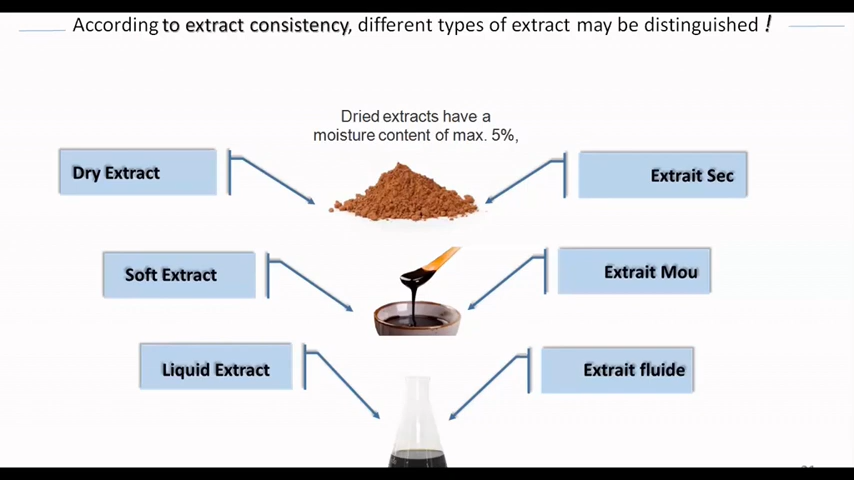 According to extract consistency, different types of extract may be distinguished !
Dried extracts have a
moisture content of max. 5%,
Dry Extract
Extrait Sec
Soft Extract
Extrait Mou
Liquid Extract
Extrait fluide